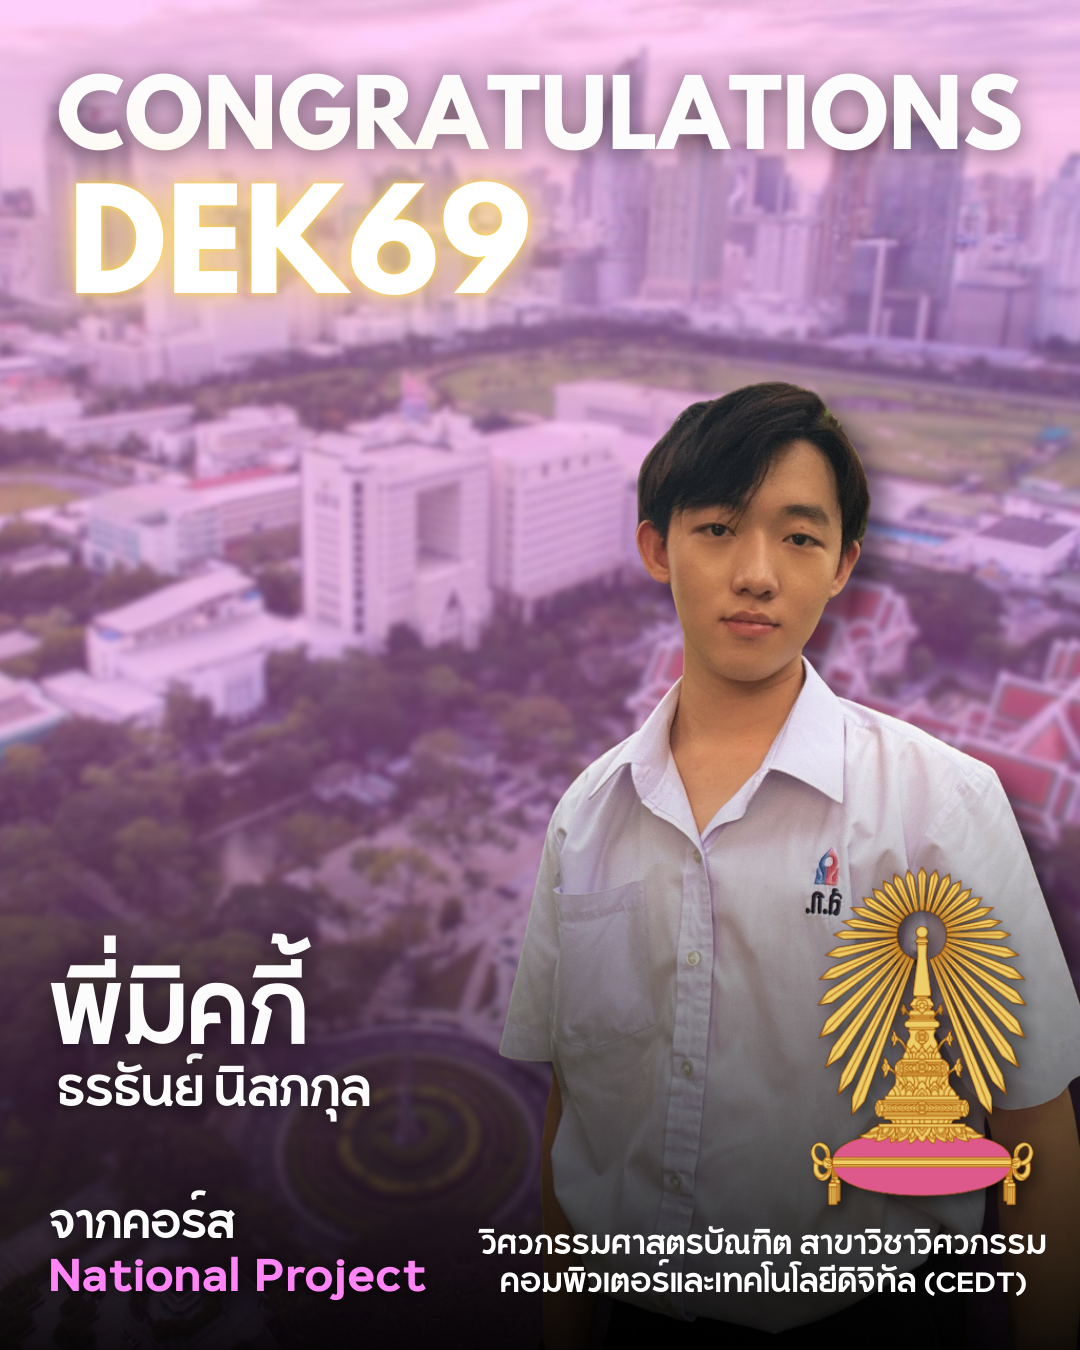 CONGRATULATIONS
DEK69
ส.ก.
พี่มิคกี้
ธรธันย์ นิสภกุล
จากคอร์ส
National Project
วิศวกรรมศาสตรบัณฑิต สาขาวิชาวิศวกรรม
คอมพิวเตอร์และเทคโนโลยีดิจิทัล (CEDT)